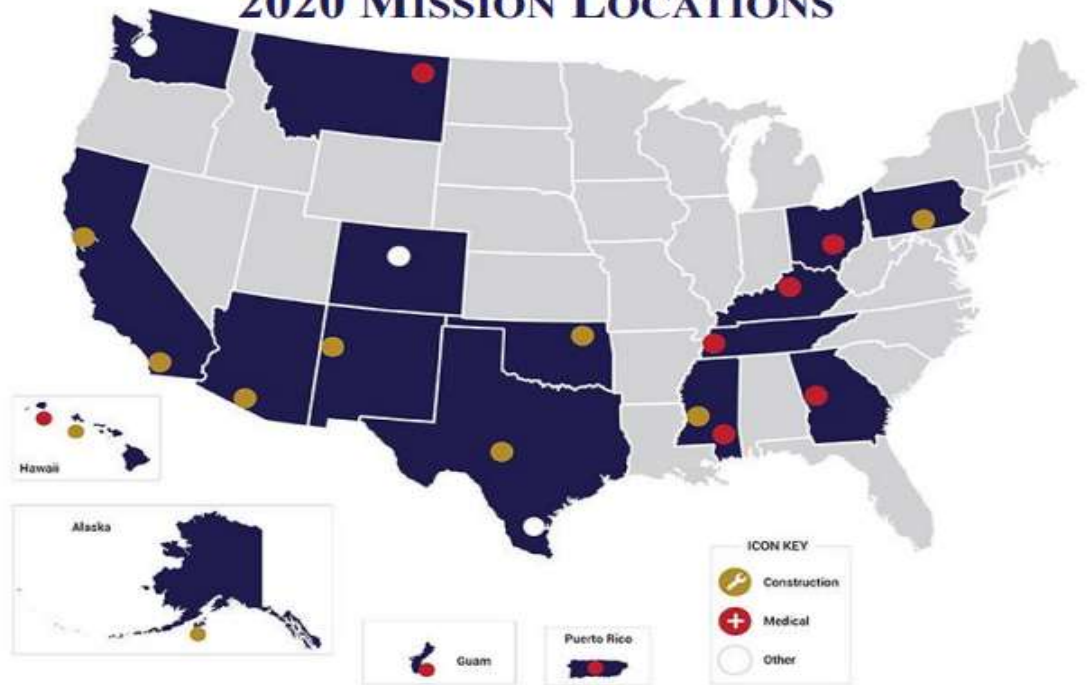 2020 MISSION LOCATIONS
Hawaii
Alaska
Guam
Puerto Rico
ICON KEY
Construction
Medical
Other